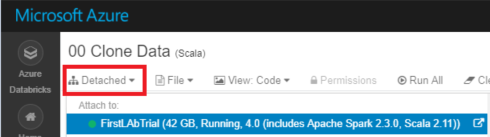 Microsoft Azure
00 Clone Data (Scala)
Azure Databricks
Detached File View: Code Permissions Run All
Attach to:
FirstLAbTrial (42 GB, Running, 4.0 (includes Apache Spark 2.3.0, Scala 2.11))